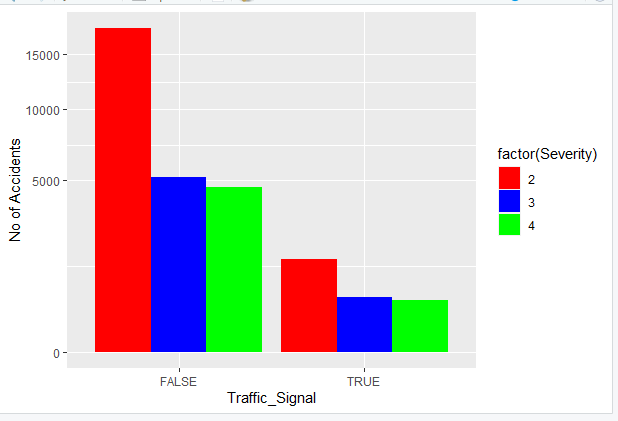 15000
10000
5000
0
No of Accidents
FALSE
TRUE
Traffic_Signal
factor(Severity)
2
3
4